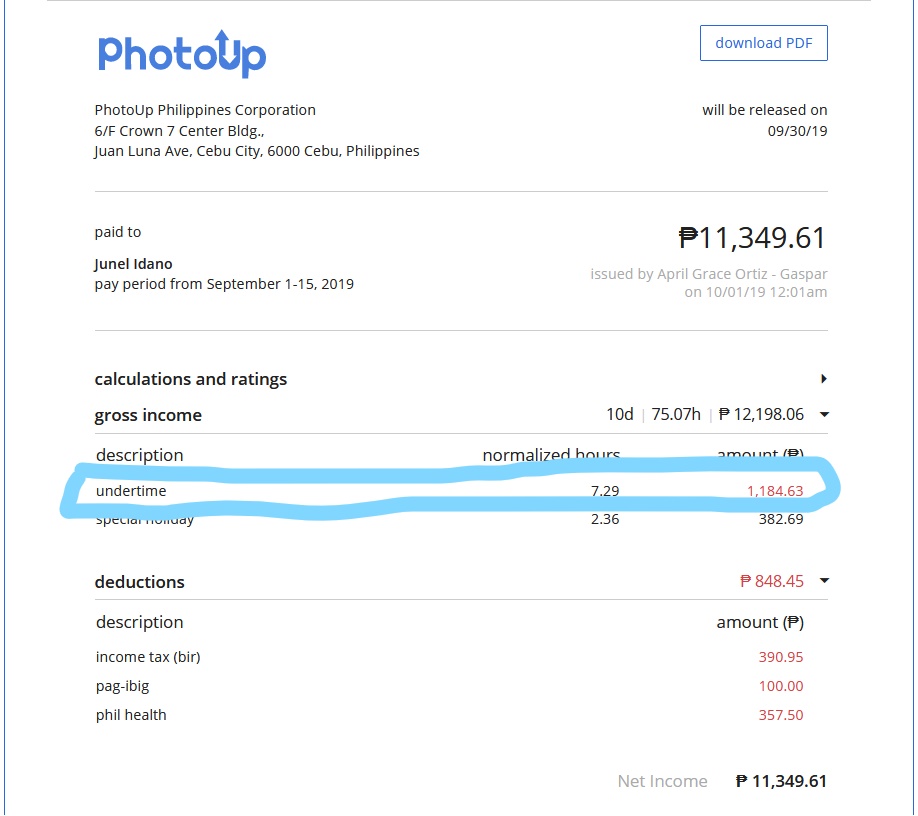 PhotoUp
download PDF
PhotoUp Philippines Corporation
6/F Crown 7 Center Bldg.,
Juan Luna Ave, Cebu City, 6000 Cebu, Philippines
will be released on
09/30/19
paid to
Junel Idano
pay period from September 1-15, 2019
₱11,349.61
issued by April Grace Ortiz - Gaspar
on 10/01/19 12:01am
calculations and ratings
gross income 10d | 75.07h | ₱ 12,198.06
description normalized hours amount (₱)
undertime 7.29 1,184.63
special holiday 2.36 382.69
deductions ₱ 848.45
description amount (₱)
income tax (bir) 390.95
pag-ibig 100.00
phil health 357.50
Net Income ₱ 11,349.61